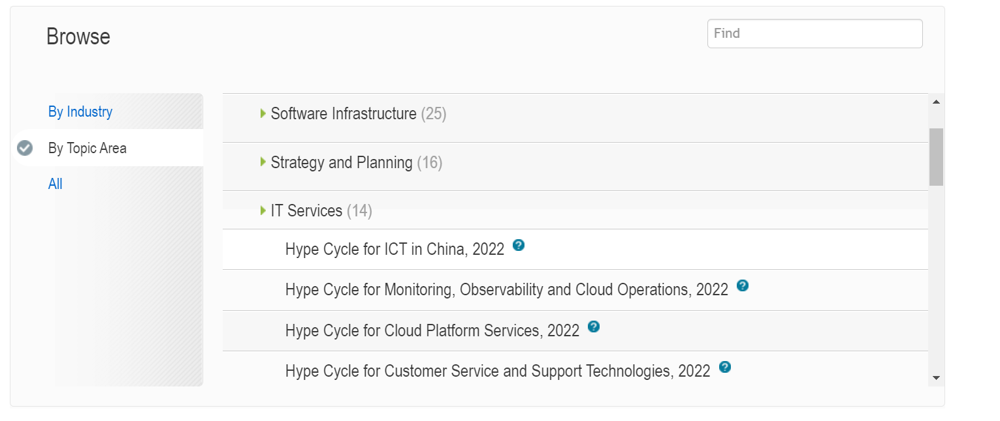 Browse
Find
By Industry
By Topic Area
All
Software Infrastructure (25)
Strategy and Planning (16)
IT Services (14)
Hype Cycle for ICT in China, 2022 ?
Hype Cycle for Monitoring, Observability and Cloud Operations, 2022 ?
Hype Cycle for Cloud Platform Services, 2022 ?
Hype Cycle for Customer Service and Support Technologies, 2022 ?